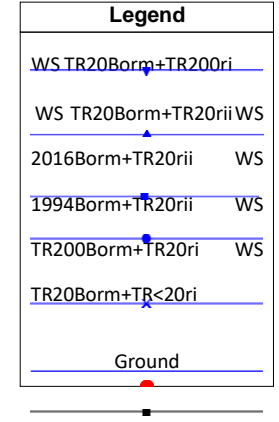 Legend
WS TR20Borm+TR200ri
WS TR20Borm+TR20rii WS
2016Borm+TR20rii WS
1994Borm+TR20rii WS
TR200Borm+TR20ri WS
TR20Borm+TR<20ri
Ground